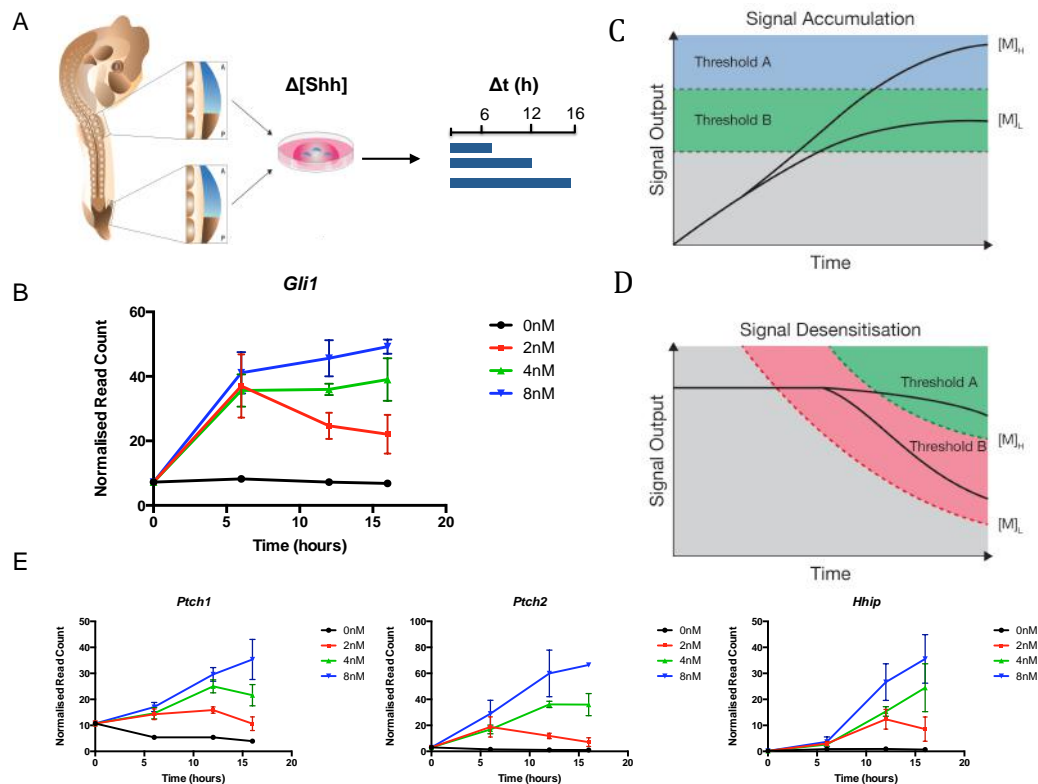 A
Δ[Shh]
Δt (h)
6
12
16
A
P
A
P
B
Gli1
Normalised Read Count
60
40
20
0
0
5
10
15
20
Time (hours)
0nM
2nM
4nM
8nM
C
Signal Accumulation
Signal Output
Threshold A
Threshold B
[M]H
[M]L
Time
D
Signal Desensitisation
Signal Output
Threshold A
Threshold B
[M]H
[M]L
Time
E
Ptch1
Normalised Read Count
50
40
30
20
10
0
0
5
10
15
20
Time (hours)
0nM
2nM
4nM
8nM
Ptch2
Normalised Read Count
100
80
60
40
20
0
0
5
10
15
20
Time (hours)
0nM
2nM
4nM
8nM
Hhip
Normalised Read Count
50
40
30
20
10
0
0
5
10
15
20
Time (hours)
0nM
2nM
4nM
8nM